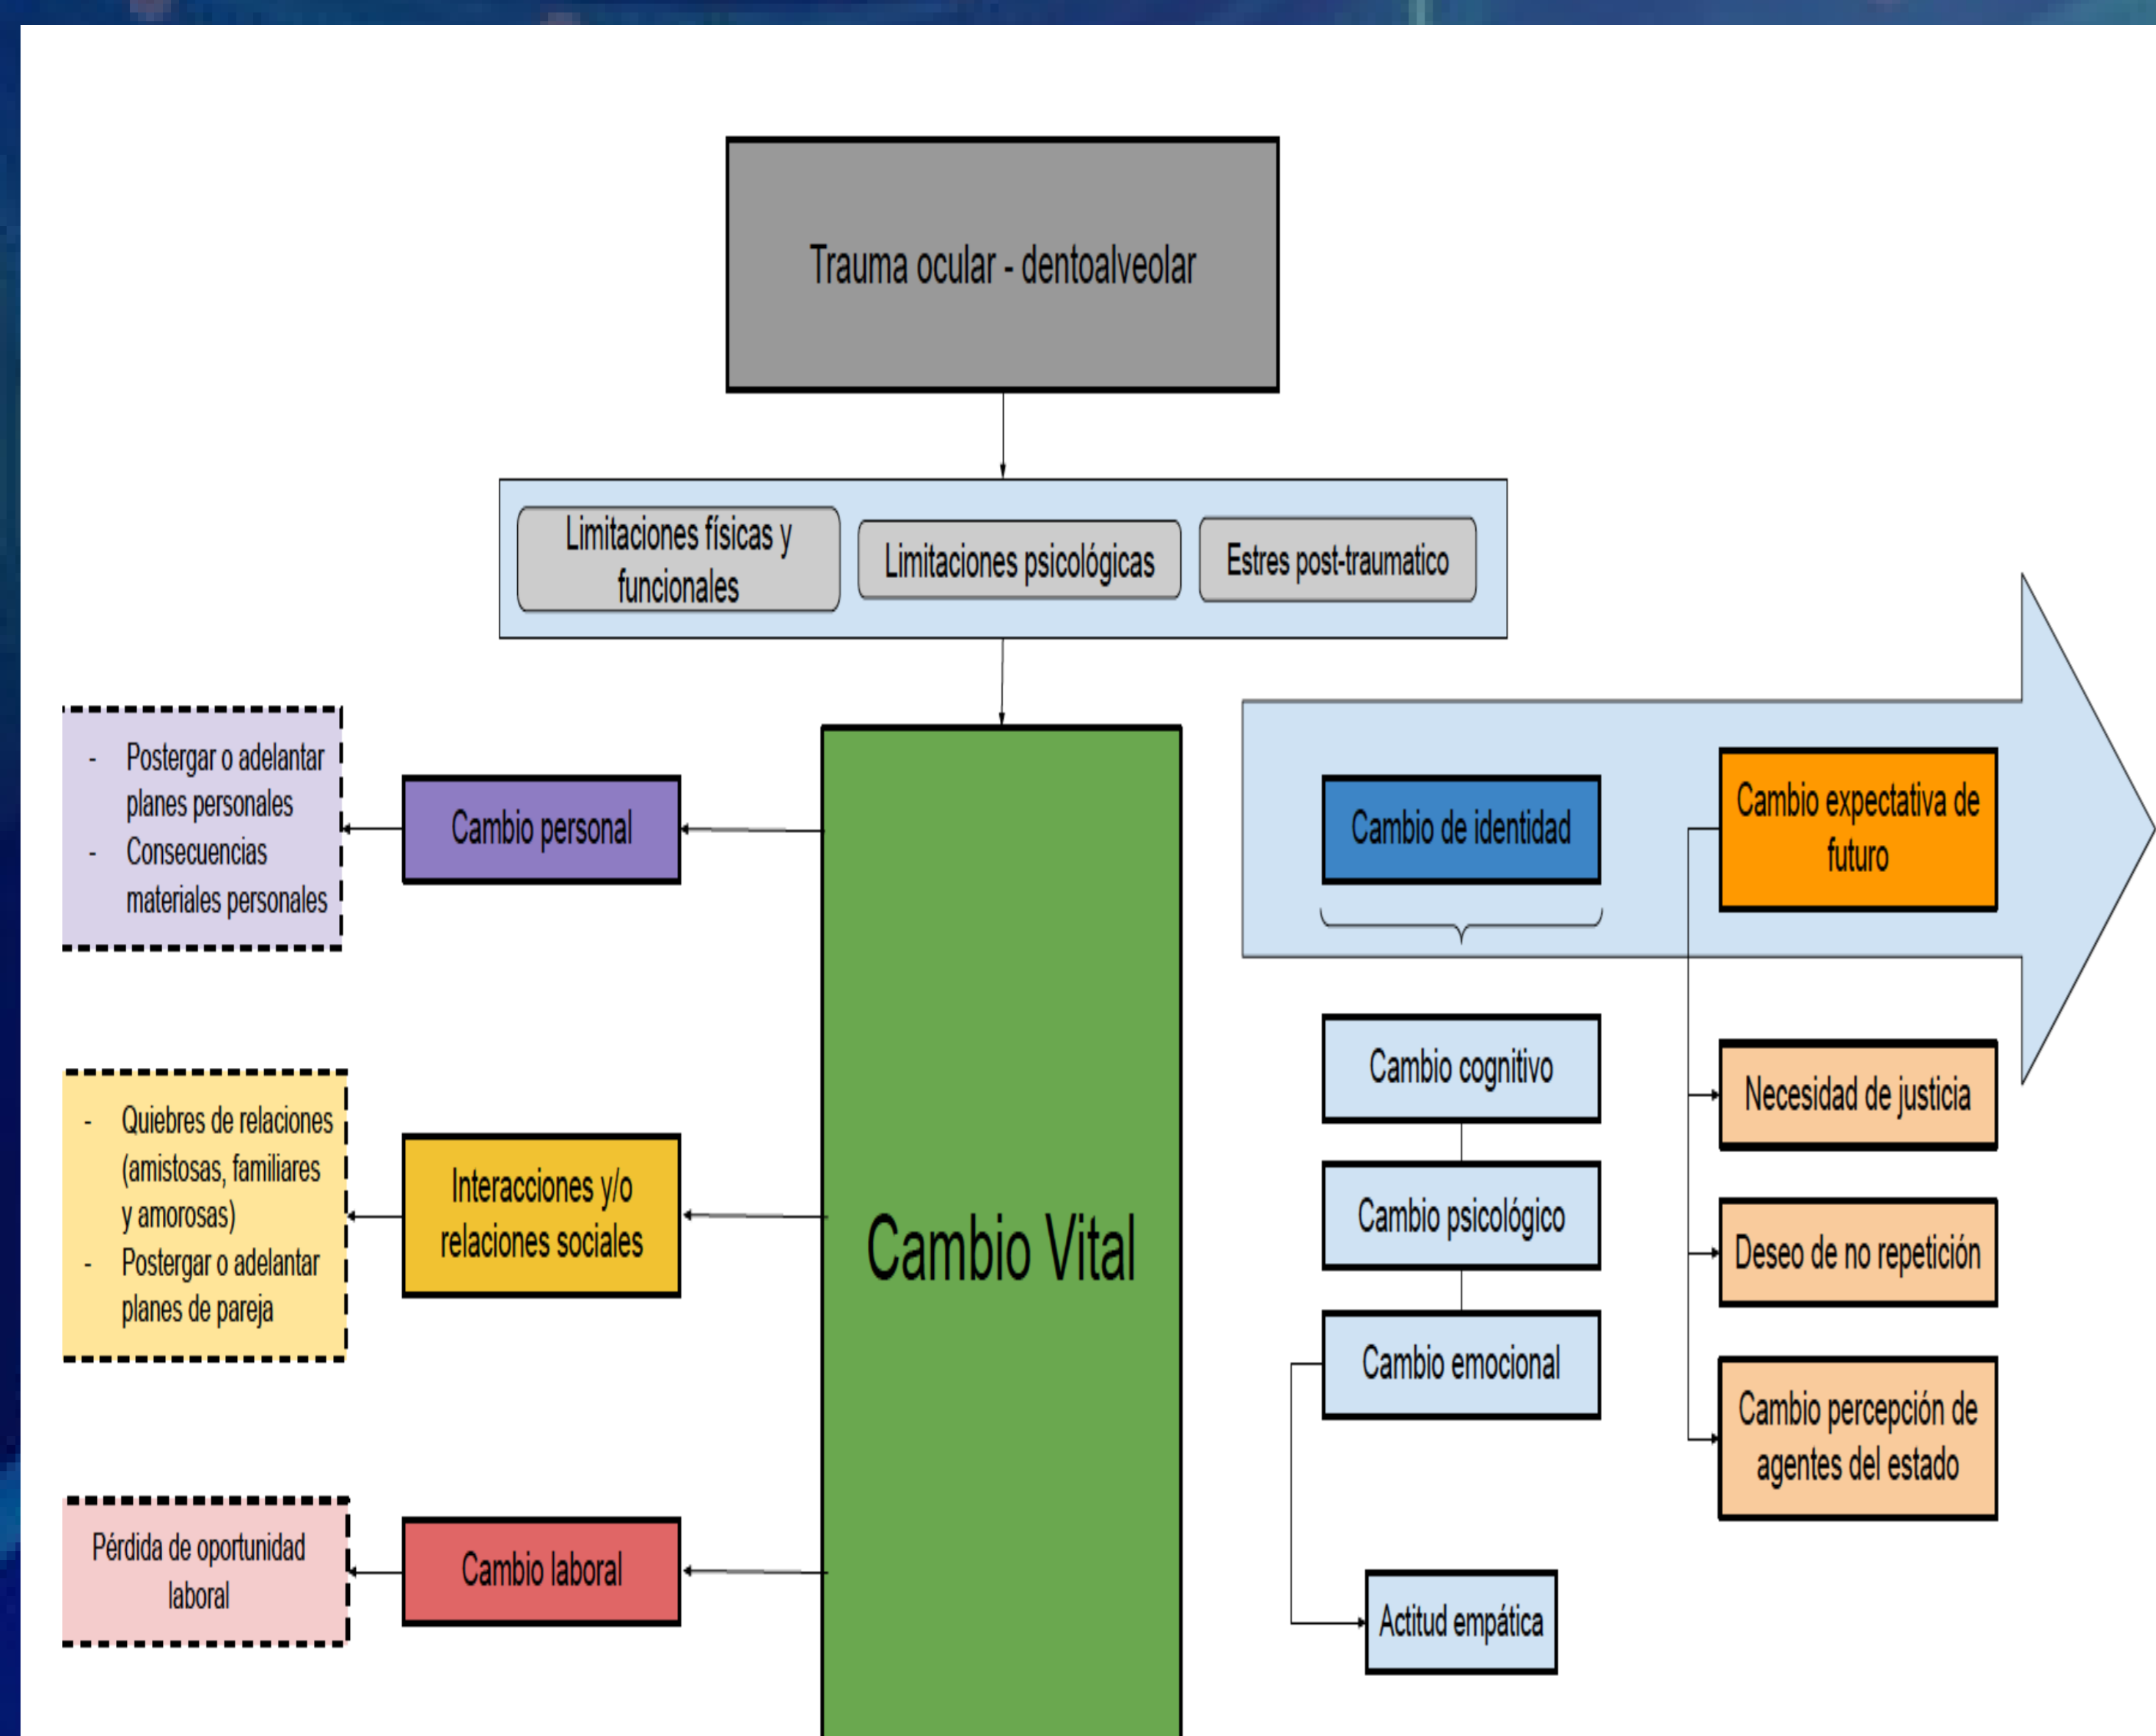 Trauma ocular - dentoalveolar
Limitaciones físicas y
funcionales
Limitaciones psicológicas
Estres post-traumatico
- Postergar o adelantar
planes personales
- Consecuencias
materiales personales
Cambio personal
- Quiebres de relaciones
(amistosas, familiares
y amorosas)
- Postergar o adelantar
planes de pareja
Interacciones y/o
relaciones sociales
Pérdida de oportunidad
laboral
Cambio laboral
Cambio Vital
Cambio de identidad
Cambio cognitivo
Cambio psicológico
Cambio emocional
Actitud empática
Cambio expectativa de
futuro
Necesidad de justicia
Deseo de no repetición
Cambio percepción de
agentes del estado